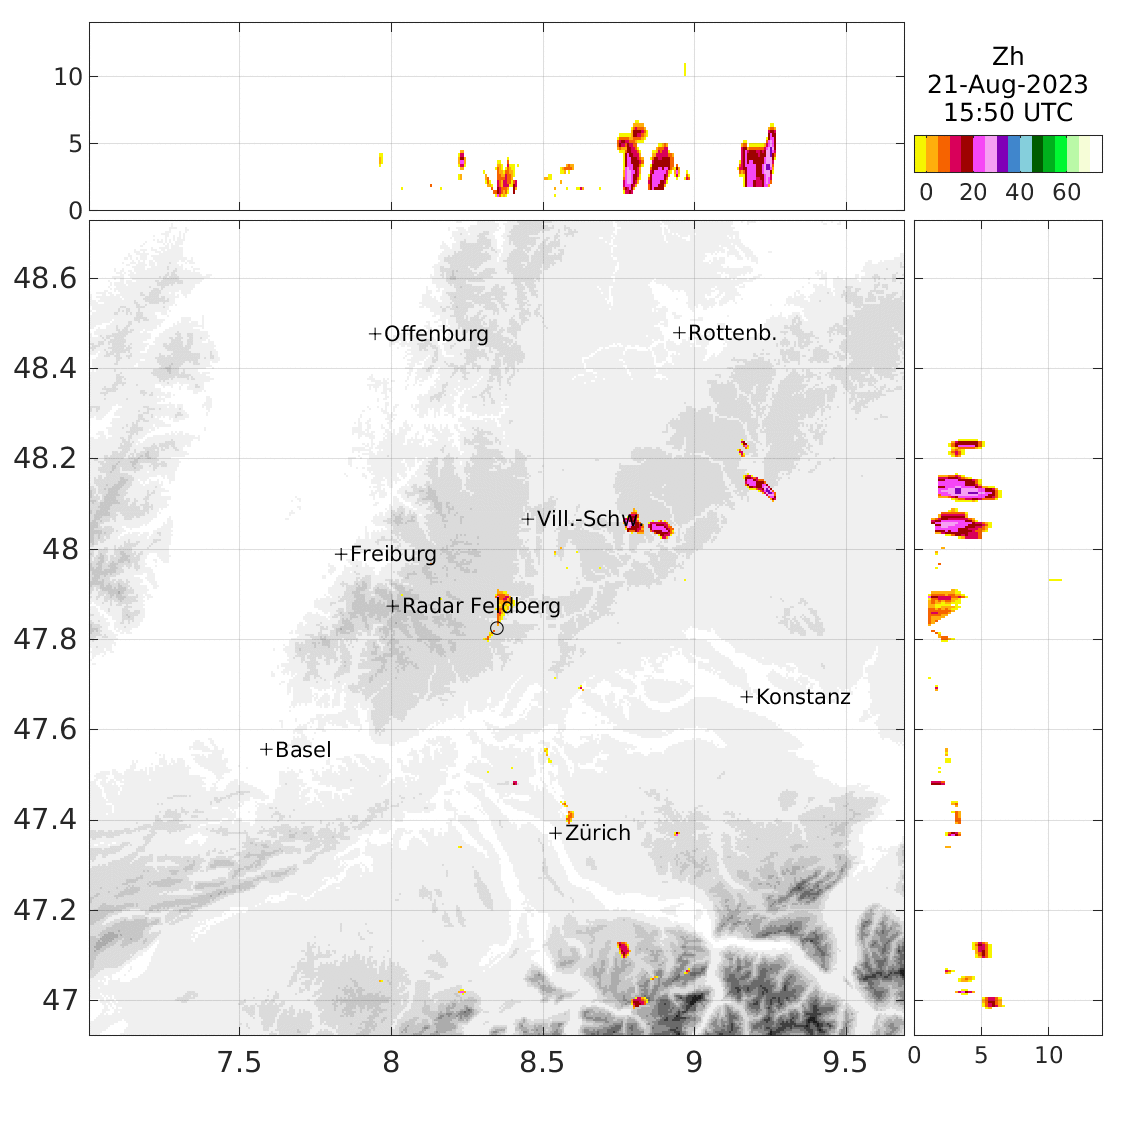 Zh
21-Aug-2023
15:50 UTC
0 20 40 60
10
5
0
48.6
48.4
48.2
48
47.8
47.6
47.4
47.2
47
Offenburg
Rottenb.
Vill.-Schw.
Freiburg
Radar Feldberg
Konstanz
Basel
Zürich
7.5 8 8.5 9 9.5
0 5 10